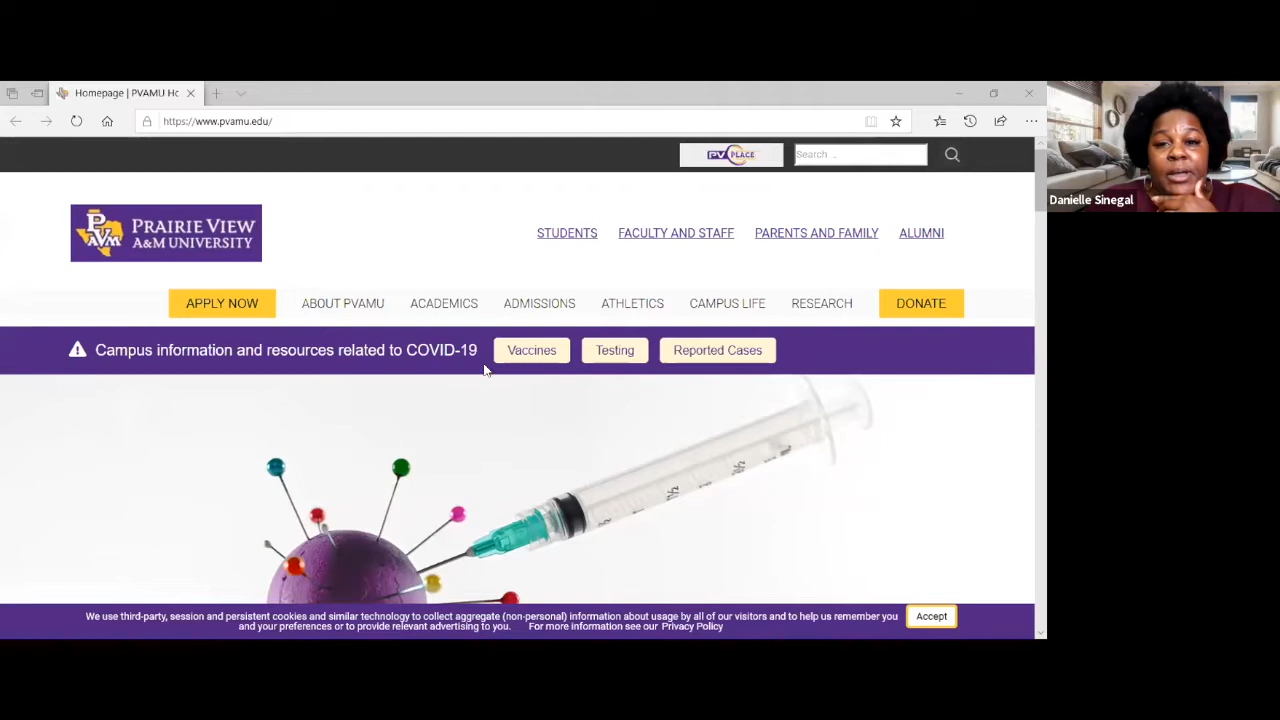 Homepage | PVAMU Hc
https://www.pvamu.edu/
PV PLACE
Search ...
PVAMU
PRAIRIE VIEW
A&M UNIVERSITY
STUDENTS FACULTY AND STAFF PARENTS AND FAMILY ALUMNI
APPLY NOW ABOUT PVAMU ACADEMICS ADMISSIONS ATHLETICS CAMPUS LIFE RESEARCH DONATE
Campus information and resources related to COVID-19 Vaccines Testing Reported Cases
We use third-party, session and persistent cookies and similar technology to collect aggregate (non-personal) information about usage by all of our visitors and to help us remember you
and your preferences or to provide relevant advertising to you. For more information see our Privacy Policy
Accept
Danielle Sinegal